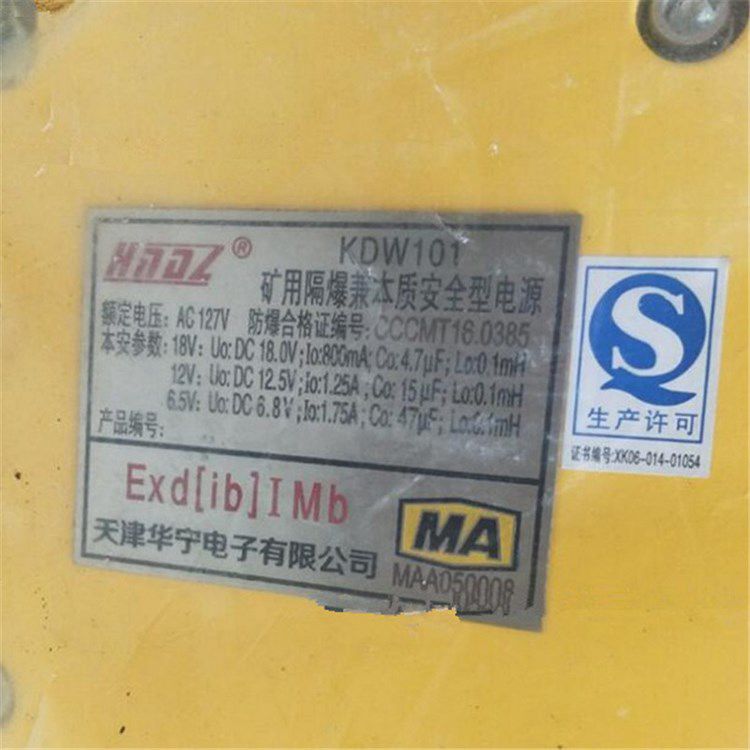 HNDZ®
KDW101
矿用隔爆兼本质安全型电源
额定电压: AC127V 防爆合格证编号: CCCMT16.0385
本安参数: 18V: Uo: DC 18.0V; Io:800mA; Co: 4.7μF; Lo:0.1mH
12V: Uo: DC 12.5V; Io:1.25A; Co: 15μF; Lo:0.1mH
6.5V: Uo: DC 6.8V; Io:1.75A; Co: 47μF; Lo:0.1mH
产品编号:
Exd[ib]ⅠMb
天津华宁电子有限公司
MA
MAA050006
生产许可
证书编号:XK06-014-01054